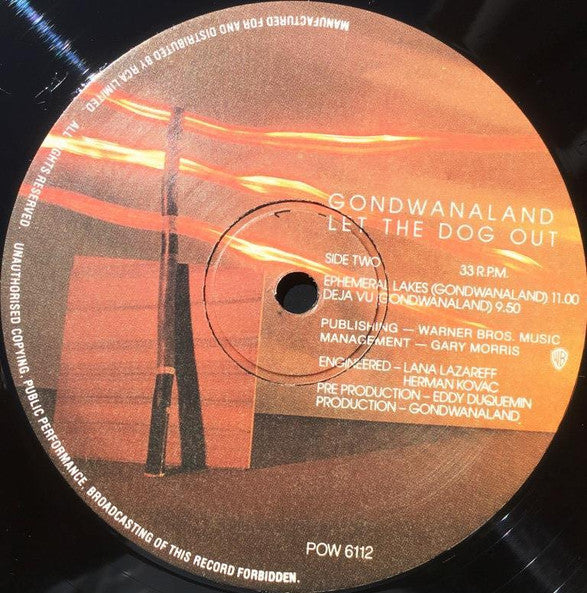 GONDWANALAND
LET THE DOG OUT
SIDE TWO
33 R.P.M.
EPHEMERAL LAKES (GONDWANALAND) 11.00
DEJA VU (GONDWANALAND) 9.50
PUBLISHING — WARNER BROS. MUSIC
MANAGEMENT — GARY MORRIS
ENGINEERED – LANA LAZAREFF
HERMAN KOVAC
PRE PRODUCTION – EDDY DUQUEMIN
PRODUCTION – GONDWANALAND
POW 6112
MANUFACTURED FOR AND DISTRIBUTED BY RCA LIMITED. ALL RIGHTS RESERVED UNAUTHORISED COPYING, PUBLIC PERFORMANCE, BROADCASTING OF THIS RECORD FORBIDDEN.